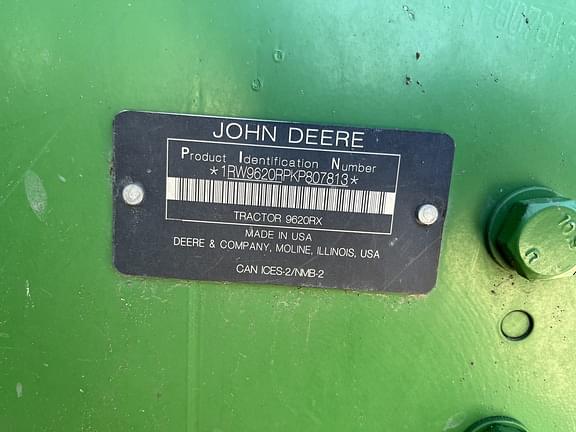 JOHN DEERE
Product Identification Number
*1RW9620RPKP807813*
TRACTOR 9620RX
MADE IN USA
DEERE & COMPANY, MOLINE, ILLINOIS, USA
CAN ICES-2/NMB-2